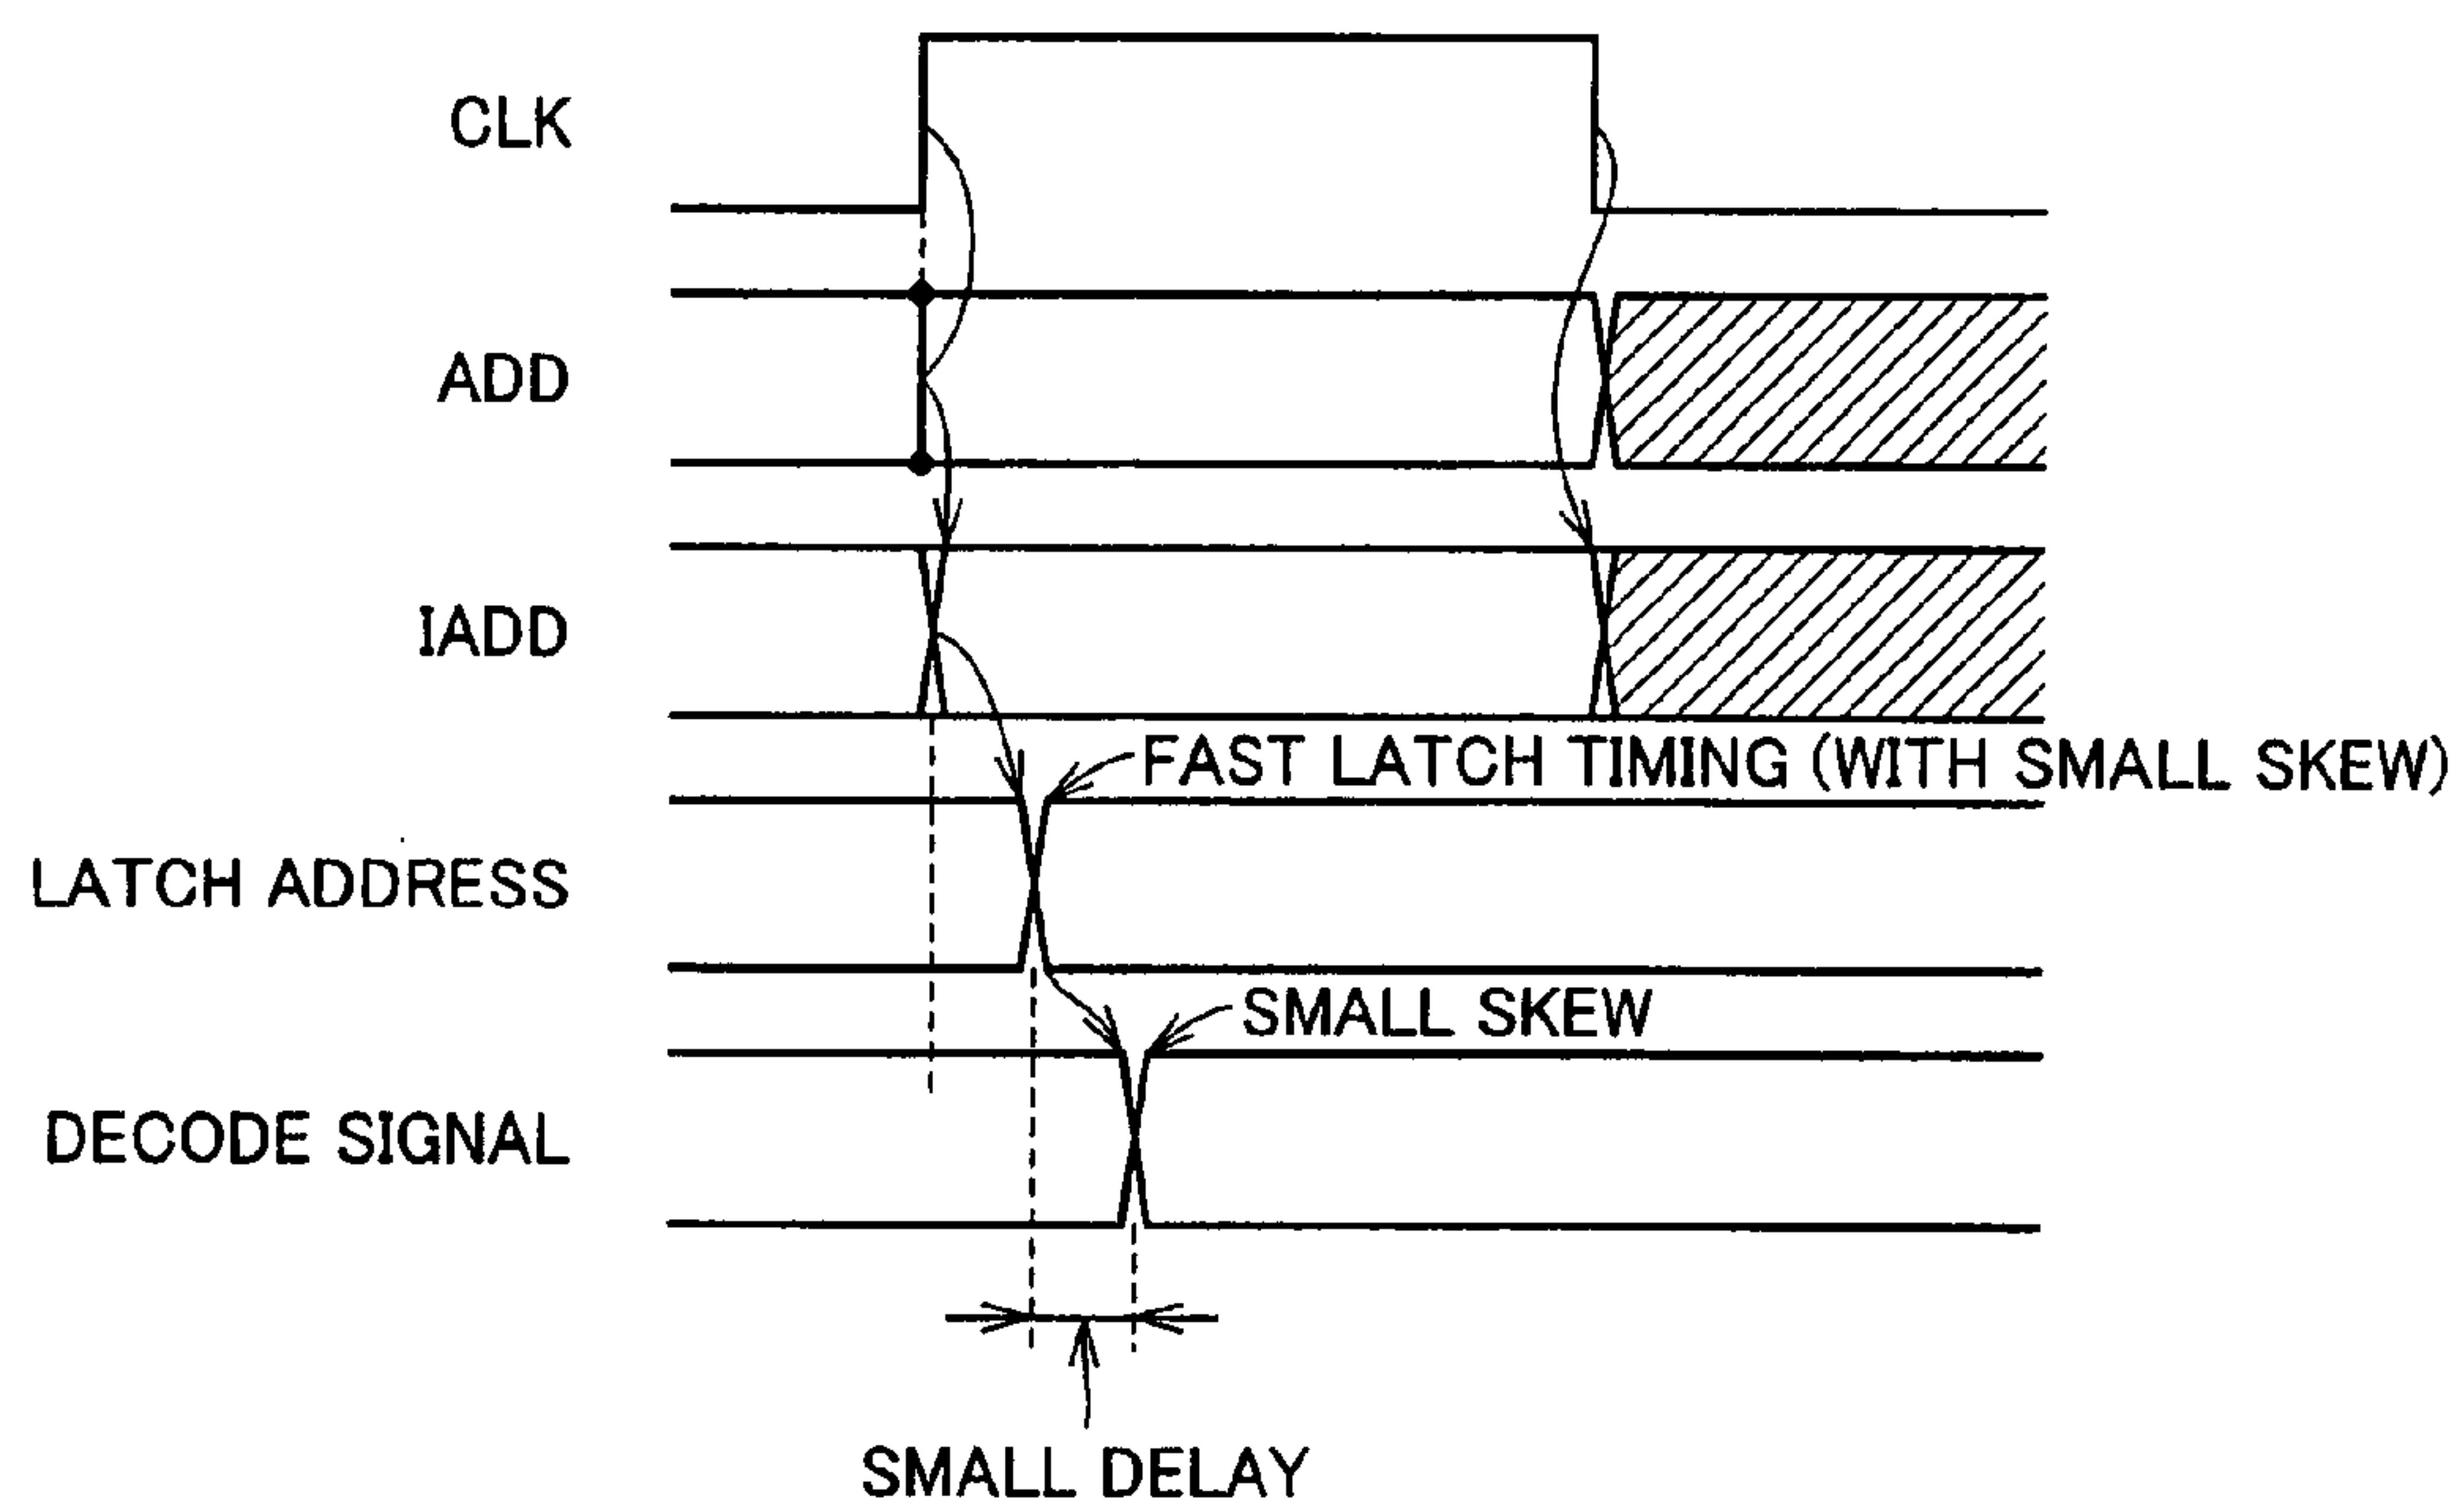 CLK
ADD
IADD
FAST LATCH TIMING (WITH SMALL SKEW)
LATCH ADDRESS
SMALL SKEW
DECODE SIGNAL
SMALL DELAY